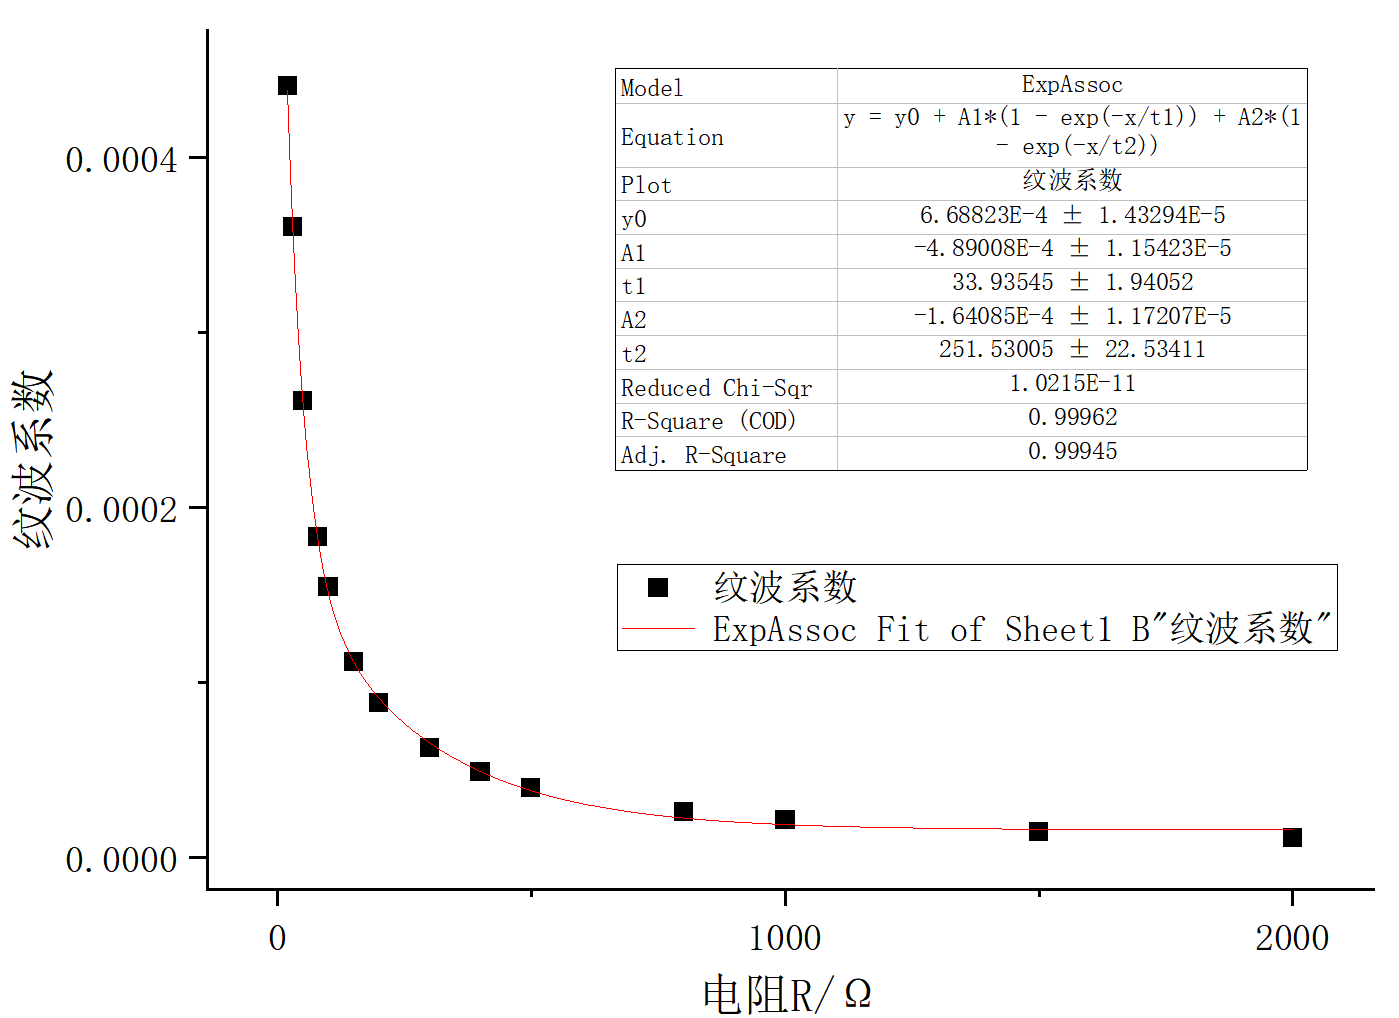 Model ExpAssoc
Equation y = y0 + A1*(1 - exp(-x/t1)) + A2*(1
- exp(-x/t2))
Plot 纹波系数
y0 6.68823E-4 ± 1.43294E-5
A1 -4.89008E-4 ± 1.15423E-5
t1 33.93545 ± 1.94052
A2 -1.64085E-4 ± 1.17207E-5
t2 251.53005 ± 22.53411
Reduced Chi-Sqr 1.0215E-11
R-Square (COD) 0.99962
Adj. R-Square 0.99945
纹波系数
ExpAssoc Fit of Sheet1 B"纹波系数"
纹波系数
0.0004
0.0002
0.0000
0 1000 2000
电阻R/Ω